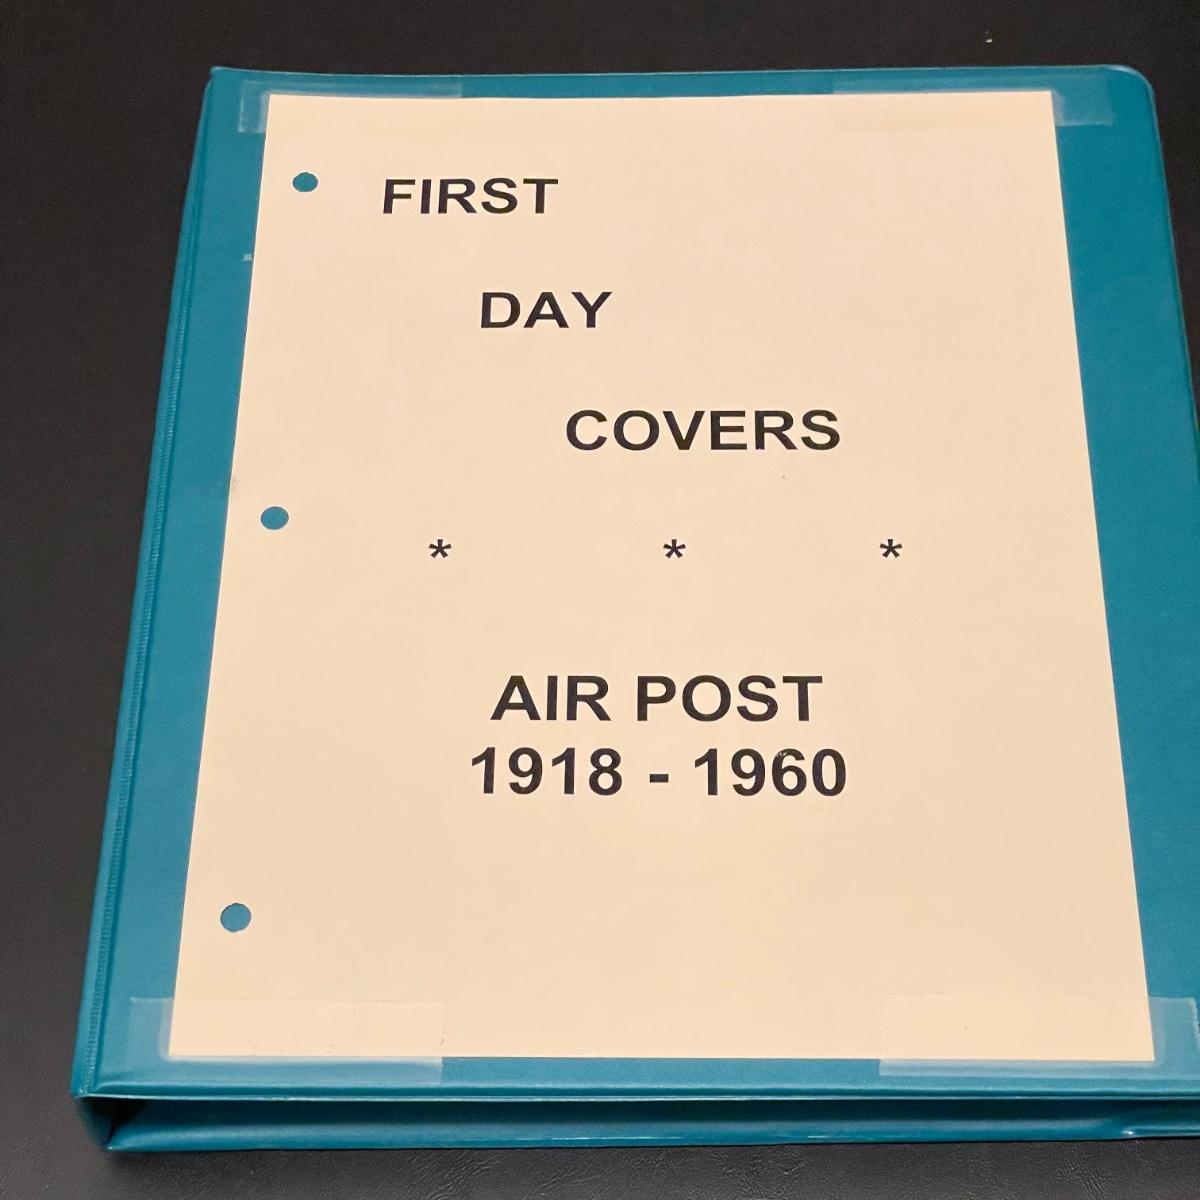 FIRST
DAY
COVERS
* * *
AIR POST
1918 - 1960